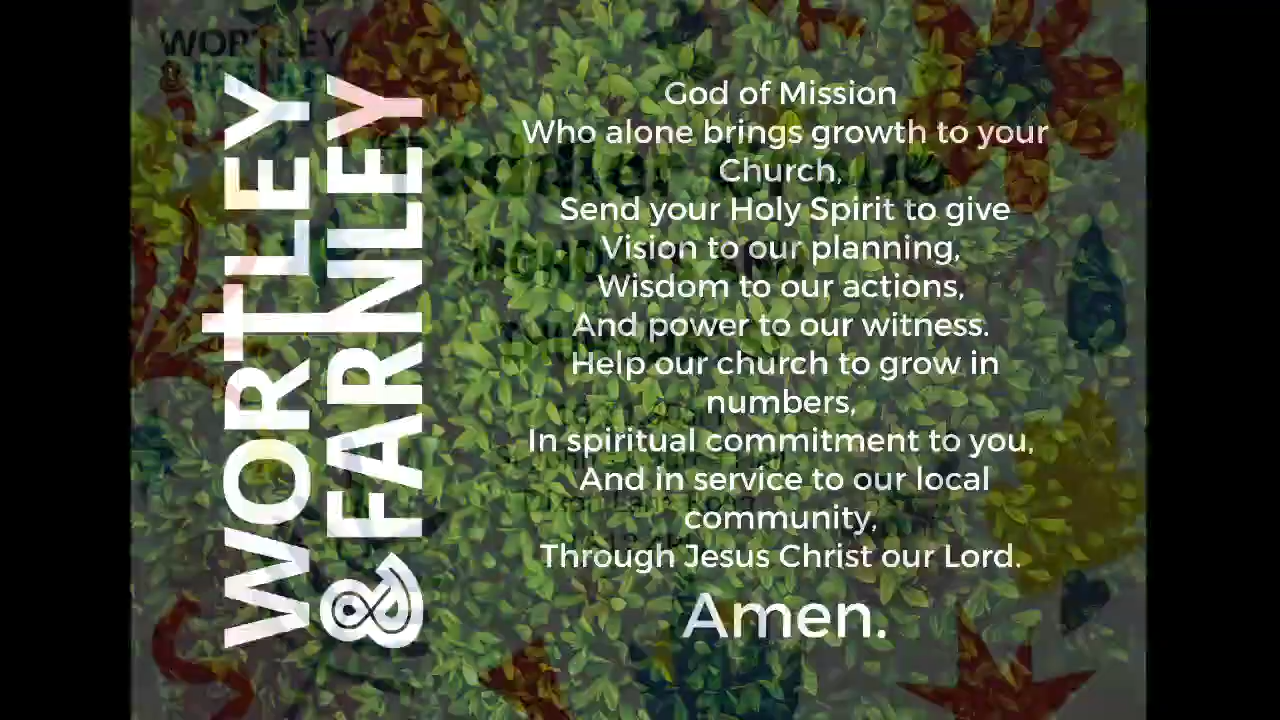 WORTLEY
& FARNLEY
WORTLEY
God of Mission
Who alone brings growth to your
Church,
Send your Holy Spirit to give
Vision to our planning,
Wisdom to our actions,
And power to our witness.
Help our church to grow in
numbers,
In spiritual commitment to you,
And in service to our local
community,
Through Jesus Christ our Lord.
Amen.